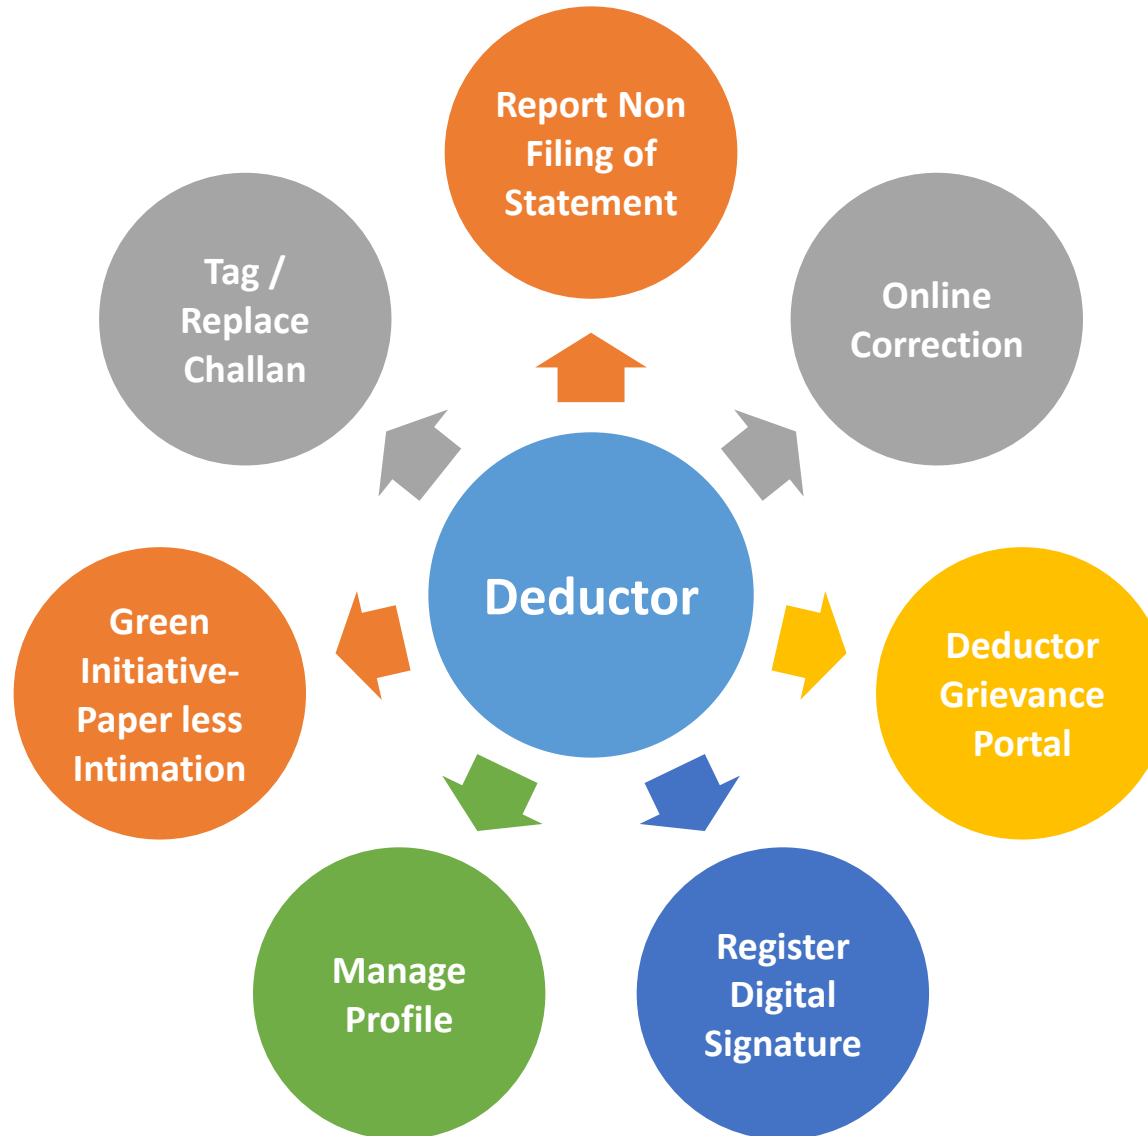 Report Non
Filing of
Statement
Tag /
Replace
Challan
Online
Correction
Deductor
Green
Initiative-
Paper less
Intimation
Deductor
Grievance
Portal
Manage
Profile
Register
Digital
Signature